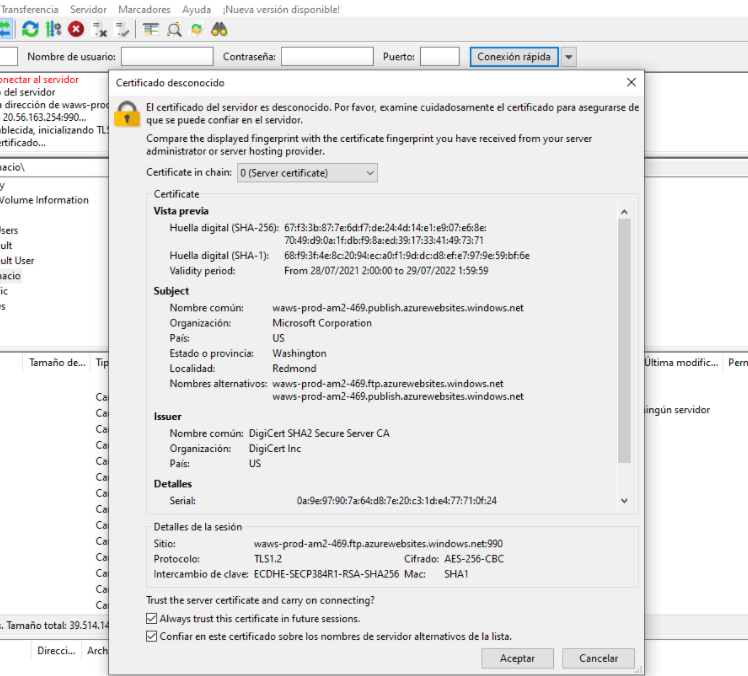 Transferencia Servidor Marcadores Ayuda ¡Nueva versión disponible!
Nombre de usuario: Contraseña: Puerto: Conexión rápida
Certificado desconocido
conectar al servidor
del servidor
a dirección de waws-prod
20.56.163.254:990...
blecida, inicializando TLS
ertificado...
El certificado del servidor es desconocido. Por favor, examine cuidadosamente el certificado para asegurarse de
que se puede confiar en el servidor.
Compare the displayed fingerprint with the certificate fingerprint you have received from your server
administrator or server hosting provider.
Certificate in chain: 0 (Server certificate)
nacio\
Volume Information
sers
ult
ult User
nacio
ic
s
Certificate
Vista previa
Huella digital (SHA-256): 67:f3:3b:87:7e:6d:f7:de:24:4d:14:e1:e9:07:e6:8e:
70:49:d9:0a:1f:db:f9:8a:ed:39:17:33:41:49:73:71
Huella digital (SHA-1): 68:f9:3f:4e:8c:20:94:ec:a0:f1:9d:dc:d8:ef:e7:97:9e:59:bf:6e
Validity period: From 28/07/2021 2:00:00 to 29/07/2022 1:59:59
Subject
Nombre común: waws-prod-am2-469.publish.azurewebsites.windows.net
Organización: Microsoft Corporation
País: US
Estado o provincia: Washington
Localidad: Redmond
Nombres alternativos: waws-prod-am2-469.ftp.azurewebsites.windows.net
waws-prod-am2-469.publish.azurewebsites.windows.net
Issuer
Nombre común: DigiCert SHA2 Secure Server CA
Organización: DigiCert Inc
País: US
Detalles
Serial: 0a:9e:97:90:7a:64:d8:7e:20:c3:1d:e4:77:71:0f:24
Tamaño de... Tip
Última modific... Perm
ingún servidor
Ca
Ca
Ca
Ca
Ca
Ca
Ca
Ca
Ca
Ca
Ca
Ca
Ca
Ca
Detalles de la sesión
Sitio: waws-prod-am2-469.ftp.azurewebsites.windows.net:990
Protocolo: TLS1.2 Cifrado: AES-256-CBC
Intercambio de clave: ECDHE-SECP384R1-RSA-SHA256 Mac: SHA1
Trust the server certificate and carry on connecting?
Always trust this certificate in future sessions.
Confiar en este certificado sobre los nombres de servidor alternativos de la lista.
Aceptar Cancelar
s. Tamaño total: 39.514.14
Direcci... Arch